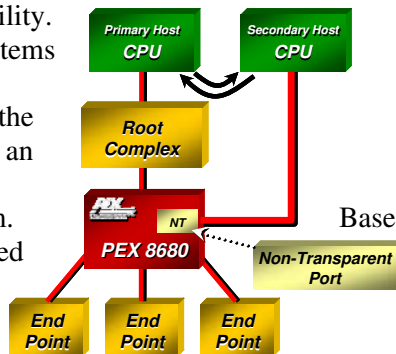 ility.
tems
the
an
n.
ed
Base
Primary Host
CPU
Secondary Host
CPU
Root
Complex
PLX
NT
PEX 8680
Non-Transparent
Port
End
Point
End
Point
End
Point